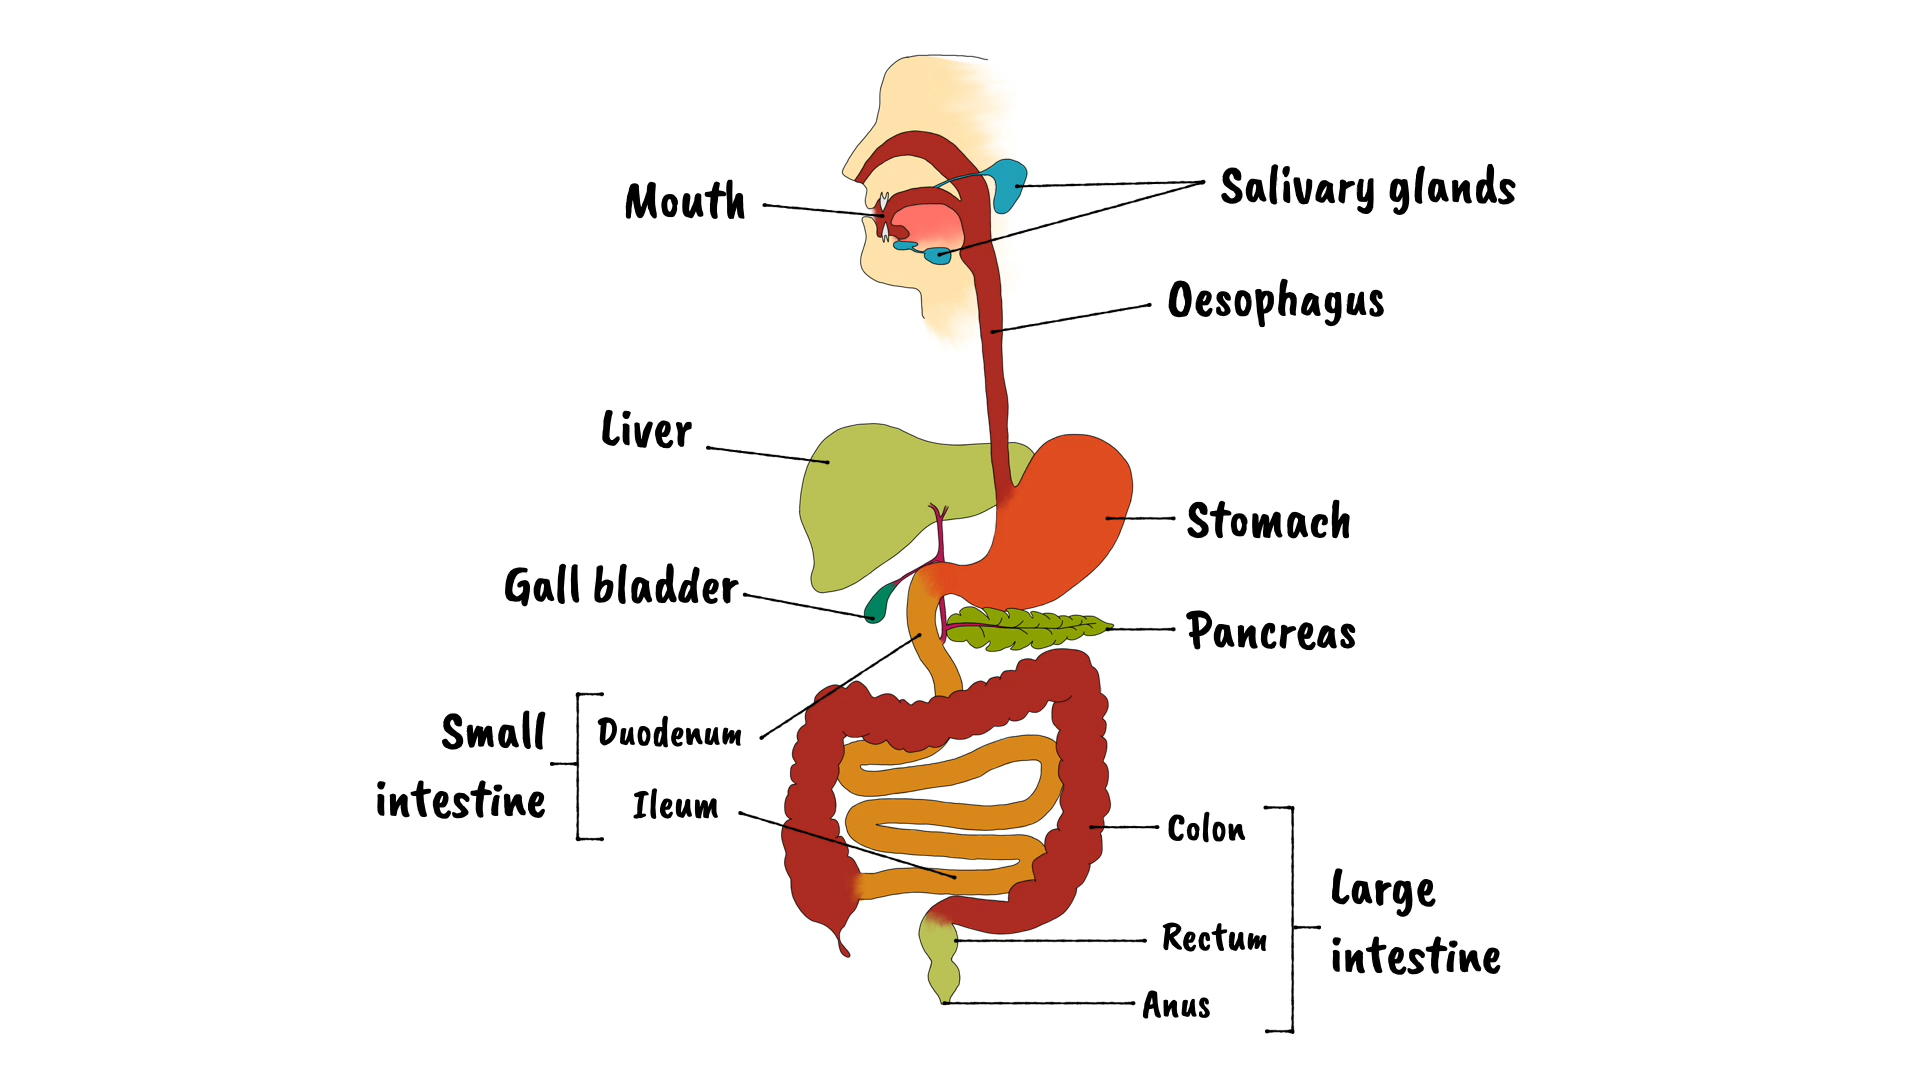 Mouth
Salivary glands
Oesophagus
Liver
Stomach
Gall bladder
Pancreas
Small
intestine
Duodenum
Ileum
Colon
Rectum
Anus
Large
intestine